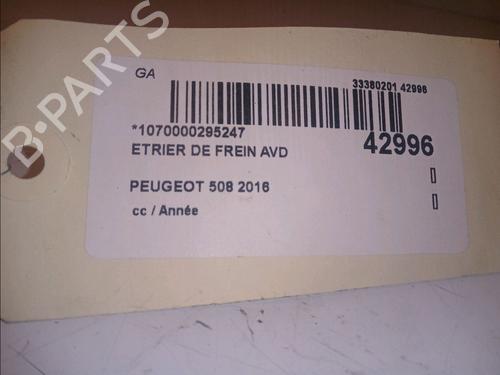 GA
33380201 42996
*1070000295247
ETRIER DE FREIN AVD
42996
PEUGEOT 508 2016
cc / Année
B-PARTS